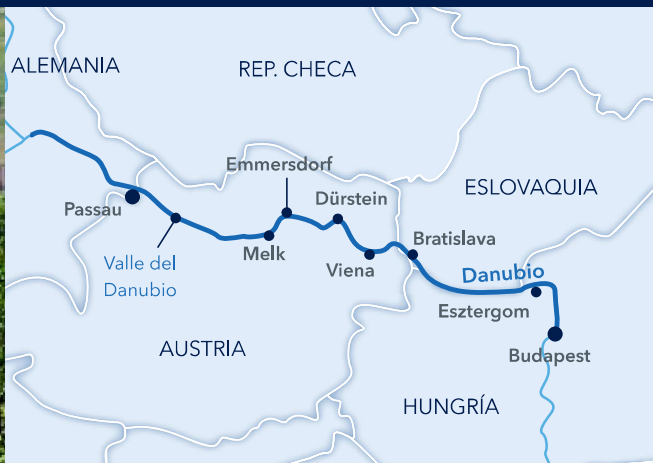 ALEMANIA
REP. CHECA
Emmersdorf
ESLOVAQUIA
Passau
Dürstein
Melk
Viena
Bratislava
Valle del
Danubio
Danubio
Esztergom
AUSTRIA
Budapest
HUNGRÍA